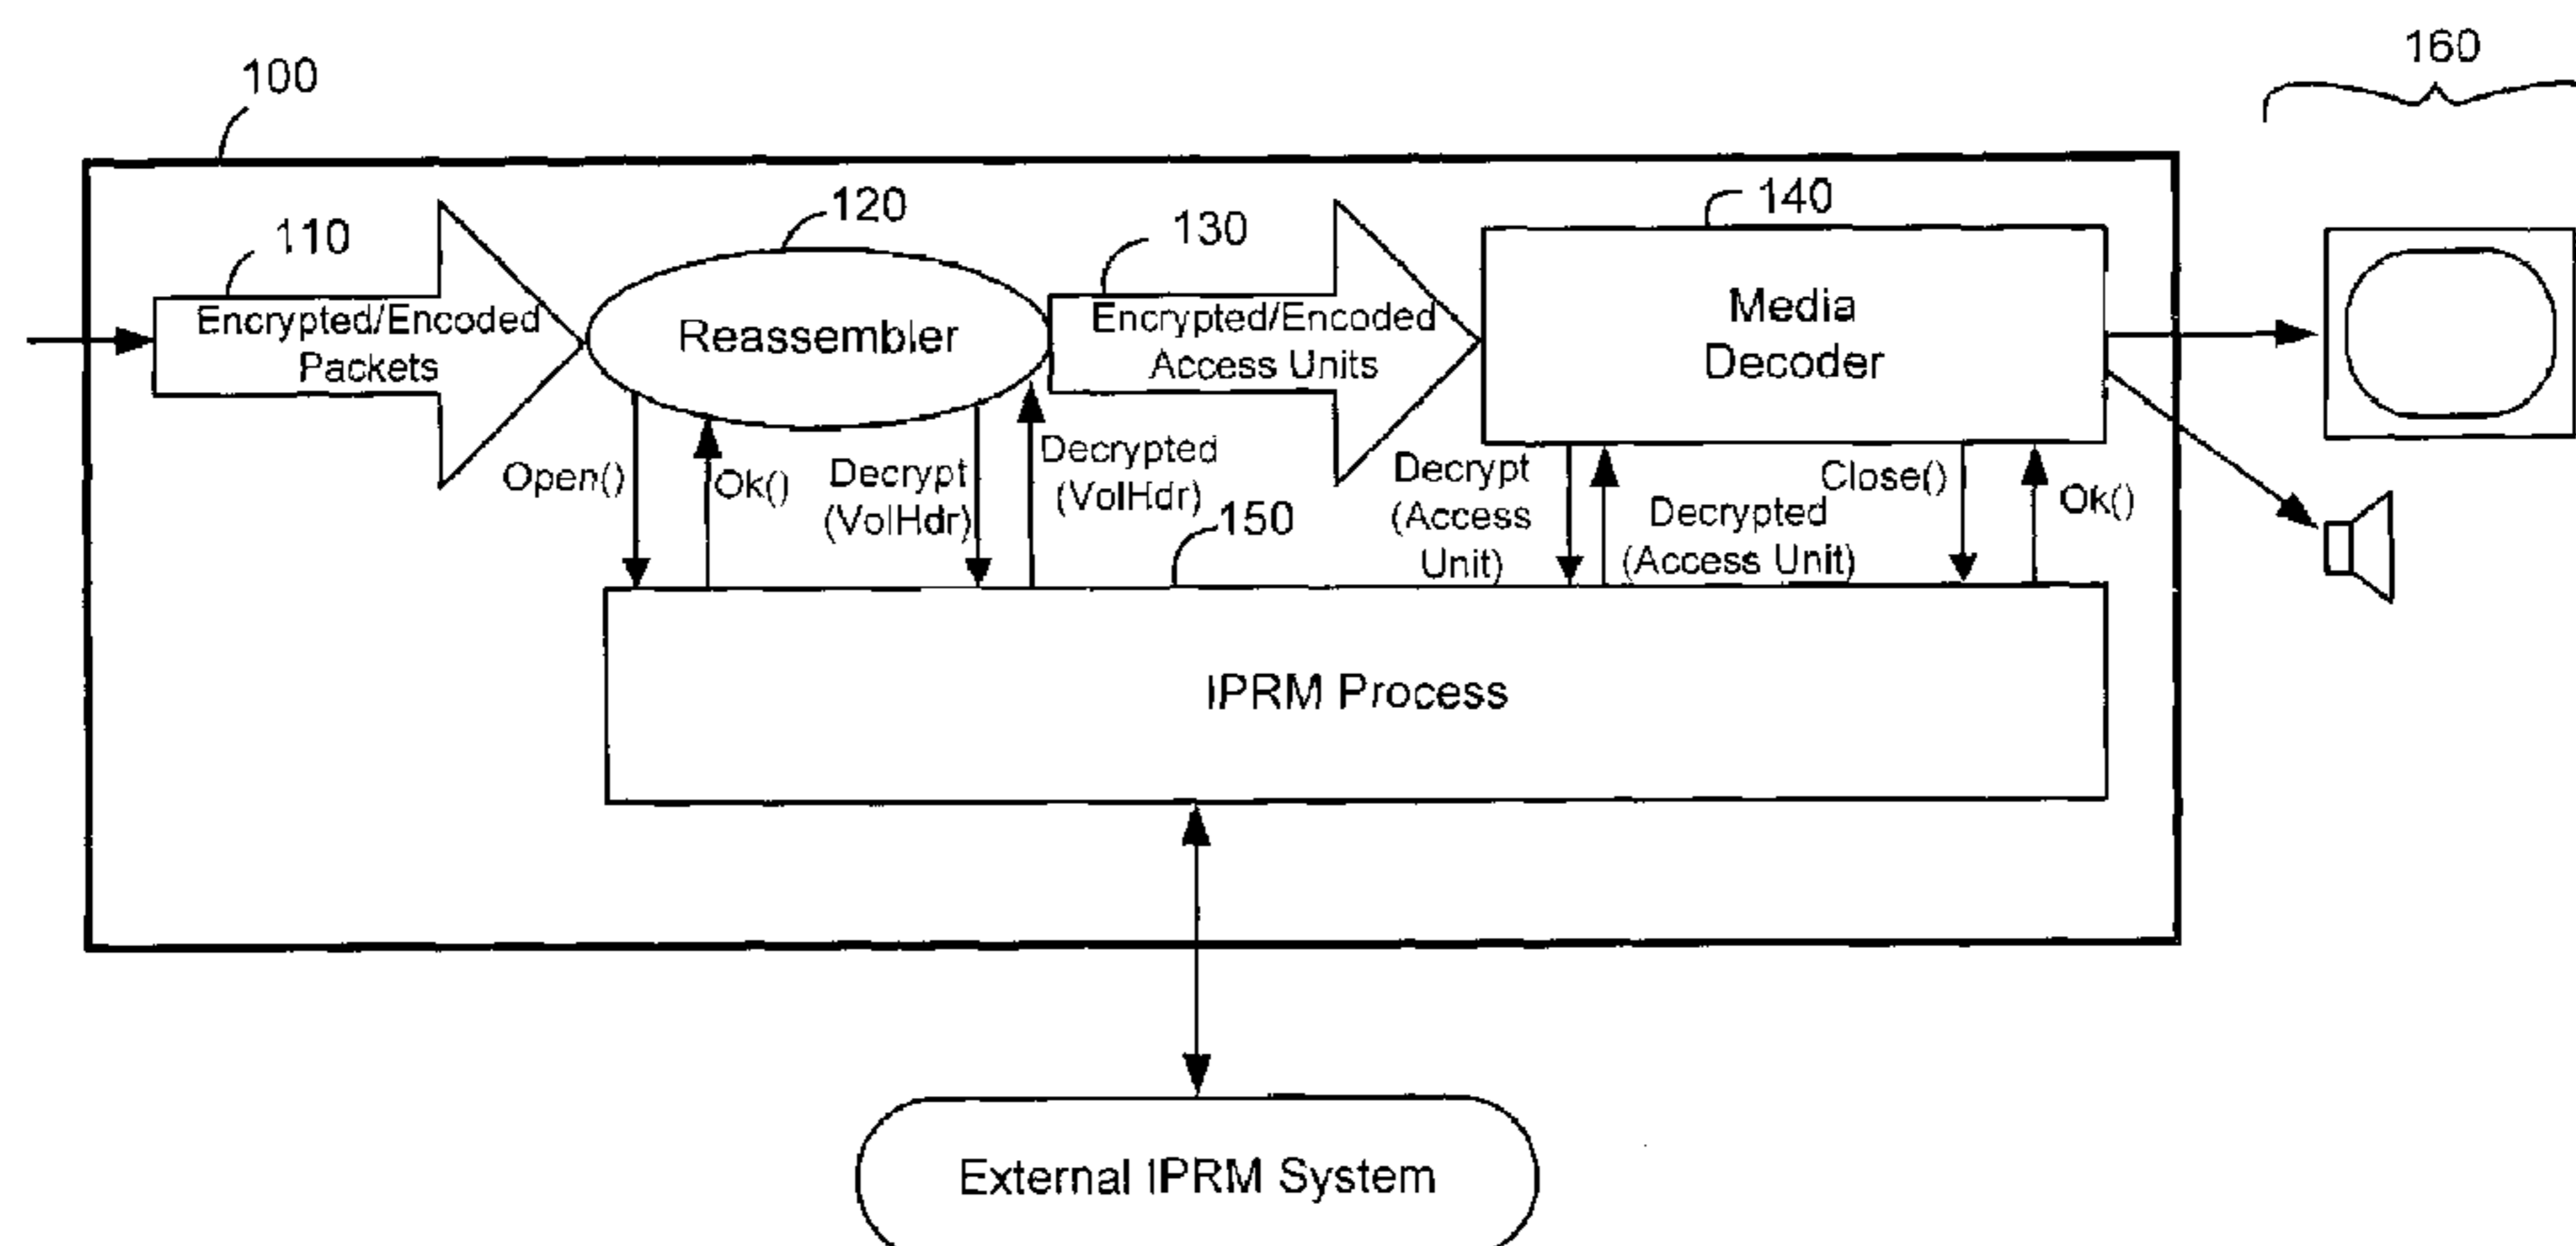 160
100
110
120
130
140
Encrypted/Encoded
Packets
Reassembler
Encrypted/Encoded
Access Units
Media
Decoder
Open()
Ok()
Decrypt
(VolHdr)
Decrypted
(VolHdr)
150
Decrypt
(Access
Unit)
Decrypted
(Access Unit)
Close()
Ok()
IPRM Process
External IPRM System